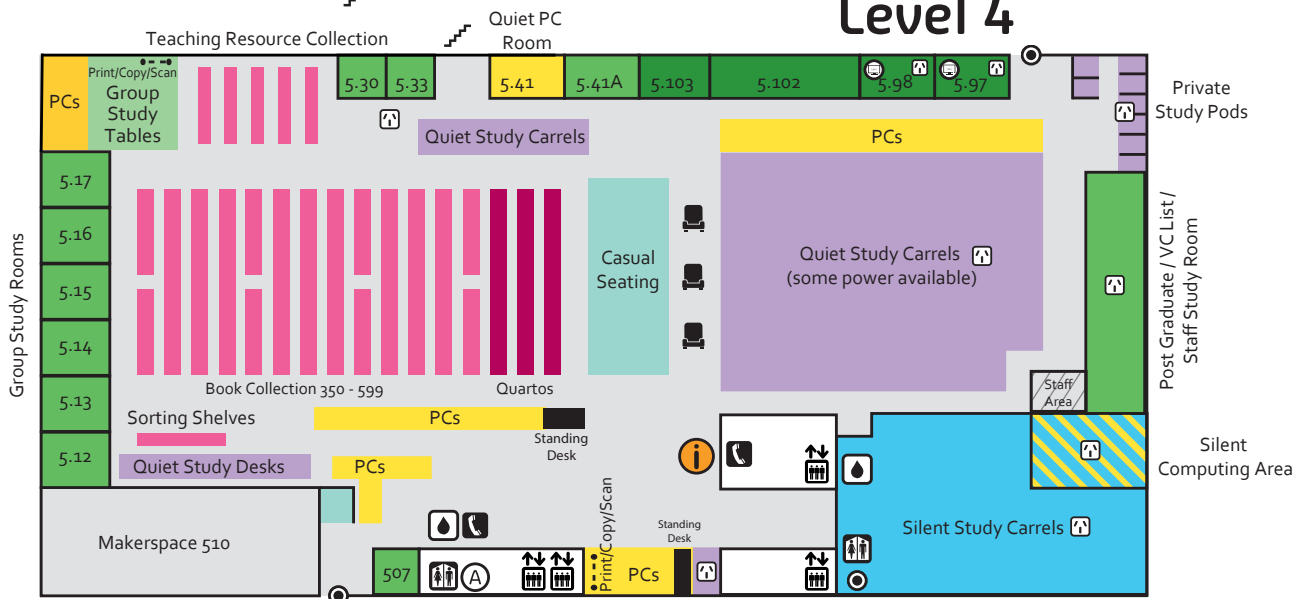 Level 4
Quiet PC
Room
Teaching Resource Collection
PCs
Print/Copy/Scan
Group
Study
Tables
5.30
5.33
5.41
5.41A
5.103
5.102
5.98
5.97
Private
Study Pods
Quiet Study Carrels
PCs
5.17
5.16
5.15
5.14
5.13
5.12
Group Study Rooms
Casual
Seating
Quiet Study Carrels
(some power available)
Post Graduate / VC List /
Staff Study Room
Book Collection 350 - 599
Quartos
Staff
Area
Sorting Shelves
PCs
Standing
Desk
Quiet Study Desks
PCs
i
Silent
Computing Area
Makerspace 510
Print/Copy/Scan
Standing
Desk
Silent Study Carrels
507
A
PCs